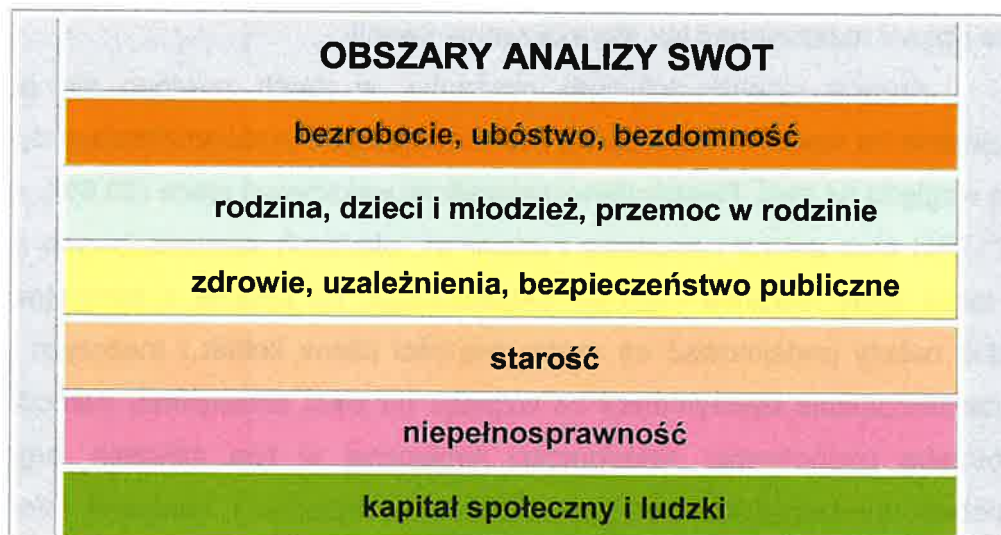 OBSZARY ANALIZY SWOT
bezrobocie, ubóstwo, bezdomność
rodzina, dzieci i młodzież, przemoc w rodzinie
zdrowie, uzależnienia, bezpieczeństwo publiczne
starość
niepełnosprawność
kapitał społeczny i ludzki